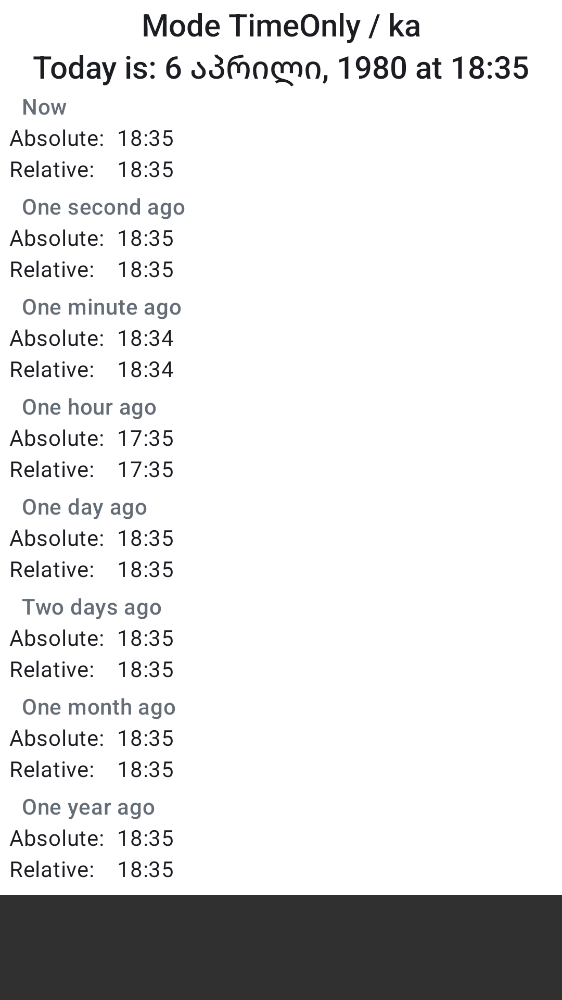 Mode TimeOnly / ka
Today is: 6 აპრილი, 1980 at 18:35
Now
Absolute: 18:35
Relative: 18:35
One second ago
Absolute: 18:35
Relative: 18:35
One minute ago
Absolute: 18:34
Relative: 18:34
One hour ago
Absolute: 17:35
Relative: 17:35
One day ago
Absolute: 18:35
Relative: 18:35
Two days ago
Absolute: 18:35
Relative: 18:35
One month ago
Absolute: 18:35
Relative: 18:35
One year ago
Absolute: 18:35
Relative: 18:35